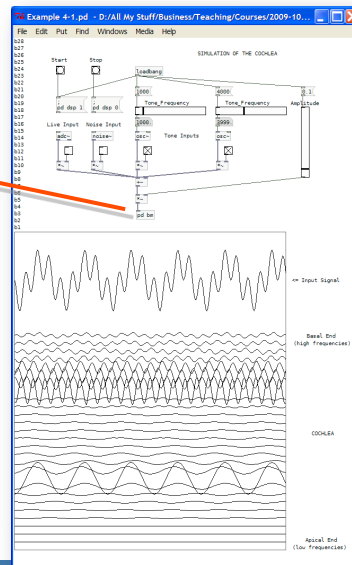 Example 4-1.pd - D:/All My Stuff/Business/Teaching/Courses/2009-10...
File Edit Put Find Windows Media Help
b28
b27
b26
b25
b24
b23
b22
b21
b20
b19
b18
b17
b16
b15
b14
b13
b12
b11
b10
b9
b8
b5
b4
b3
b2
b1
SIMULATION OF THE COCHLEA
Start Stop
loadbang
; pd dsp 1
; pd dsp 0
1000 4000 0.1
Tone_Frequency Tone_Frequency Amplitude
1000 3999
Live Input Noise Input
adc~ noise~ osc~ Tone Inputs osc~
*~ *~ *~ *~
*~
*~
pd bm
<= Input Signal
Basal End
(high frequencies)
COCHLEA
Apical End
(low frequencies)